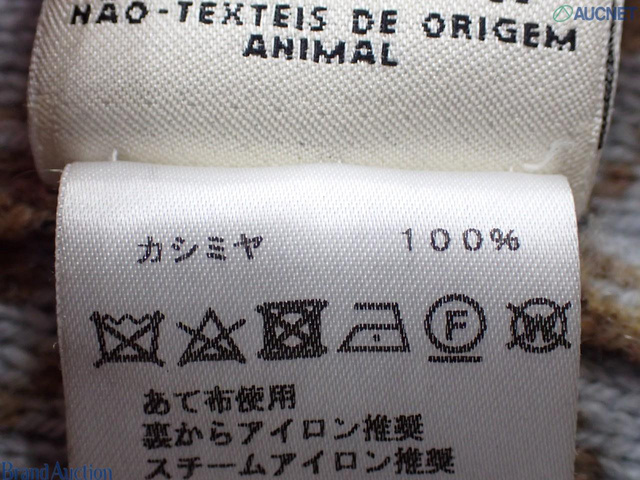 NAO-TEXTEIS DE ORIGEM
ANIMAL
AUCNET
カシミヤ 100%
F
W
あて布使用
裏からアイロン推奨
スチームアイロン推奨
Brand Auction